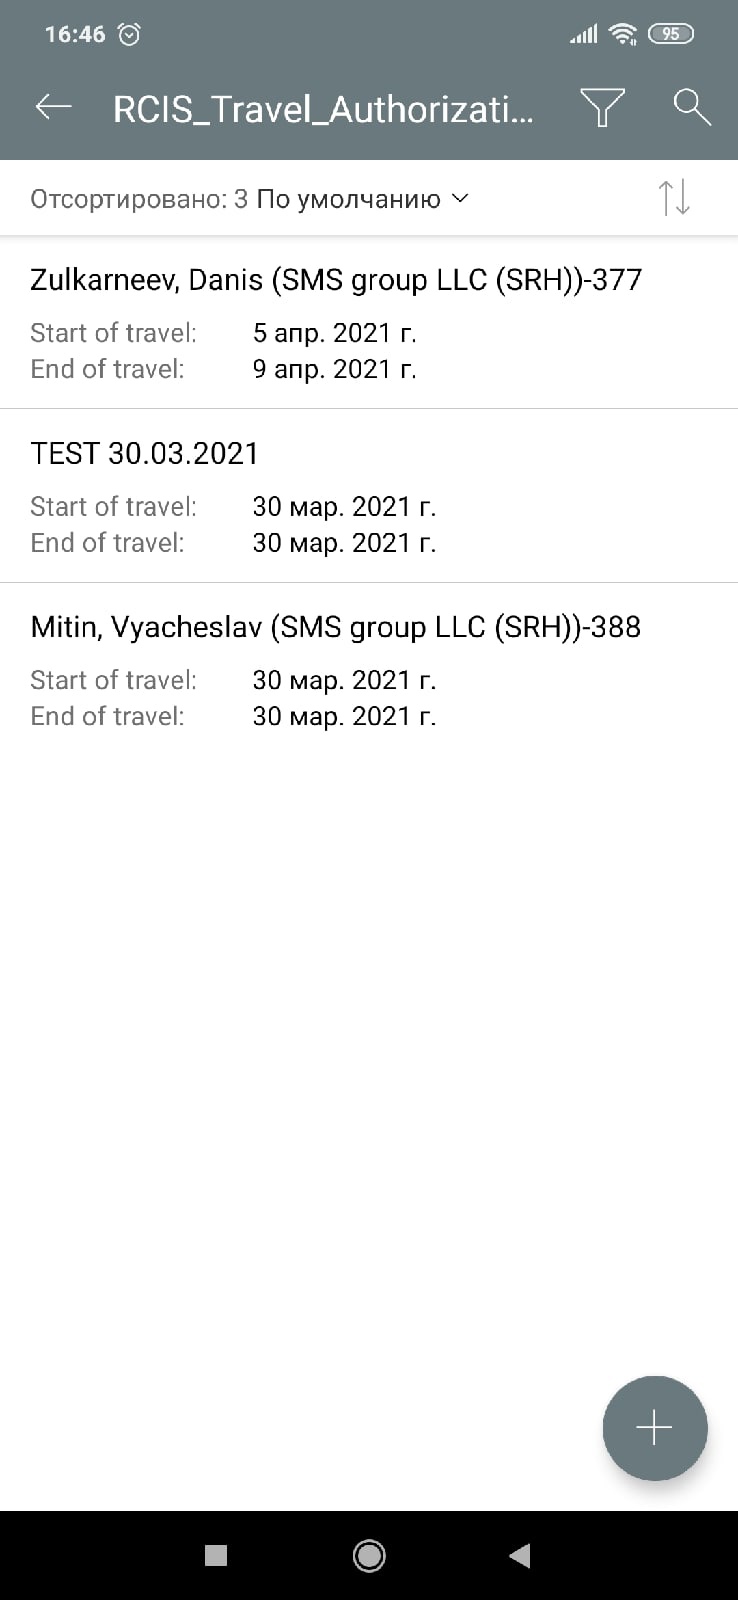 16:46
95
RCIS_Travel_Authorizati...
Отсортировано: 3 По умолчанию
Zulkarneev, Danis (SMS group LLC (SRH))-377
Start of travel: 5 апр. 2021 г.
End of travel: 9 апр. 2021 г.
TEST 30.03.2021
Start of travel: 30 мар. 2021 г.
End of travel: 30 мар. 2021 г.
Mitin, Vyacheslav (SMS group LLC (SRH))-388
Start of travel: 30 мар. 2021 г.
End of travel: 30 мар. 2021 г.